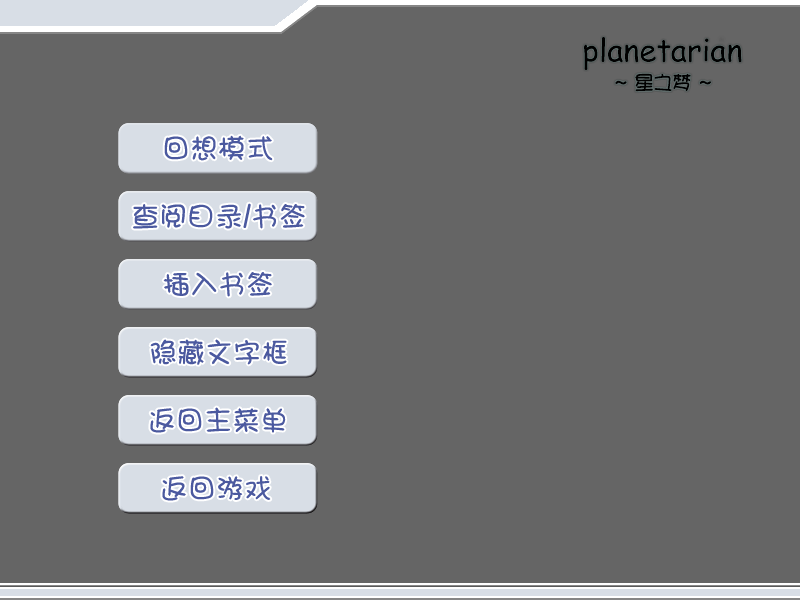 planetarian
~ 星之梦 ~
回想模式
查阅目录/书签
插入书签
隐藏文字框
返回主菜单
返回游戏